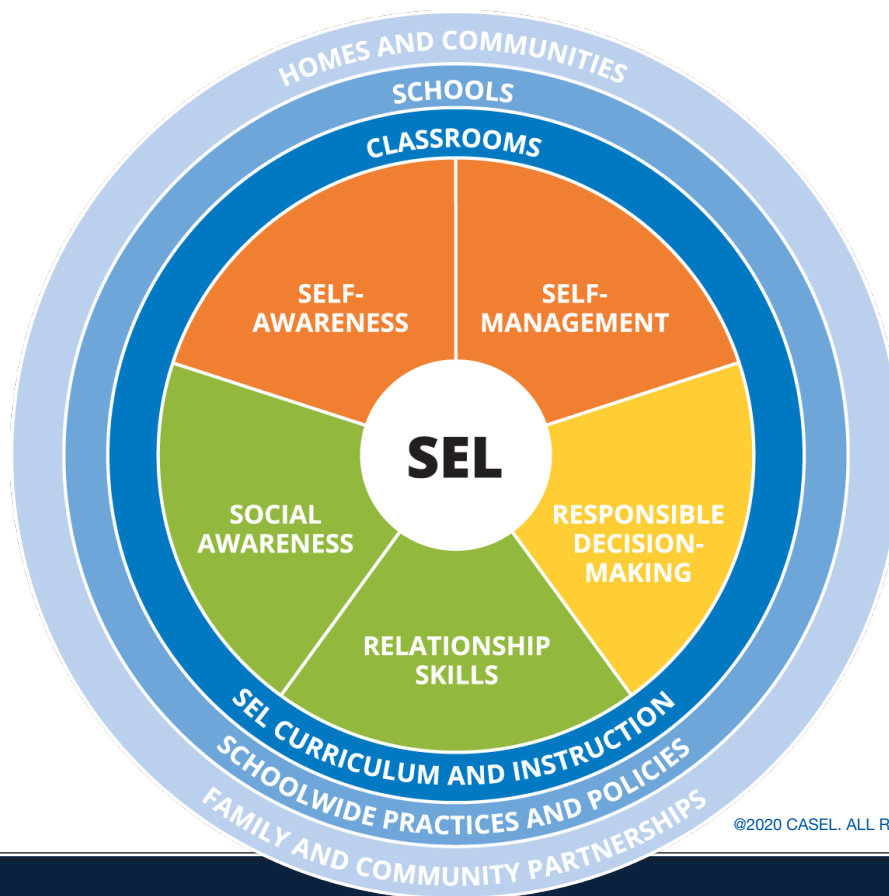 HOMES AND COMMUNITIES
SCHOOLS
CLASSROOMS
SELF-
AWARENESS
SELF-
MANAGEMENT
SEL
SOCIAL
AWARENESS
RESPONSIBLE
DECISION-
MAKING
RELATIONSHIP
SKILLS
SEL CURRICULUM AND INSTRUCTION
SCHOOLWIDE PRACTICES AND POLICIES
FAMILY AND COMMUNITY PARTNERSHIPS
@2020 CASEL. ALL R